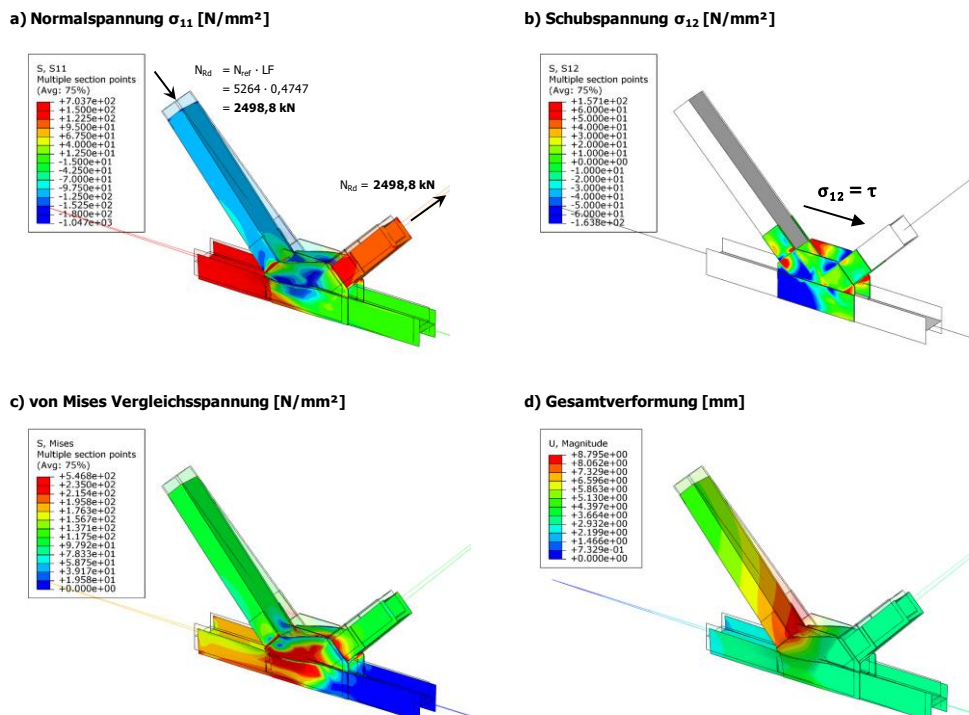 a) Normalspannung σ11 [N/mm²]
S, S11
Multiple section points
(Avg: 75%)
+7.037e+02
+1.500e+02
+1.225e+02
+9.500e+01
+6.750e+01
+4.000e+01
+1.250e+01
-1.500e+01
-4.250e+01
-7.000e+01
-9.750e+01
-1.250e+02
-1.525e+02
-1.800e+02
-1.047e+03
NRd = Nref · LF
= 5264 · 0,4747
= 2498,8 kN
NRd = 2498,8 kN
b) Schubspannung σ12 [N/mm²]
S, S12
Multiple section points
(Avg: 75%)
+1.571e+02
+6.000e+01
+5.000e+01
+4.000e+01
+3.000e+01
+2.000e+01
+1.000e+01
+0.000e+00
-1.000e+01
-2.000e+01
-3.000e+01
-4.000e+01
-5.000e+01
-6.000e+01
-1.638e+02
σ12 = τ
c) von Mises Vergleichsspannung [N/mm²]
S, Mises
Multiple section points
(Avg: 75%)
+5.468e+02
+2.350e+02
+2.154e+02
+1.958e+02
+1.763e+02
+1.567e+02
+1.371e+02
+1.175e+02
+9.792e+01
+7.833e+01
+5.875e+01
+3.917e+01
+1.958e+01
+0.000e+00
d) Gesamtverformung [mm]
U, Magnitude
+8.795e+00
+8.062e+00
+7.329e+00
+6.596e+00
+5.863e+00
+5.130e+00
+4.397e+00
+3.664e+00
+2.932e+00
+2.199e+00
+1.466e+00
+7.329e-01
+0.000e+00